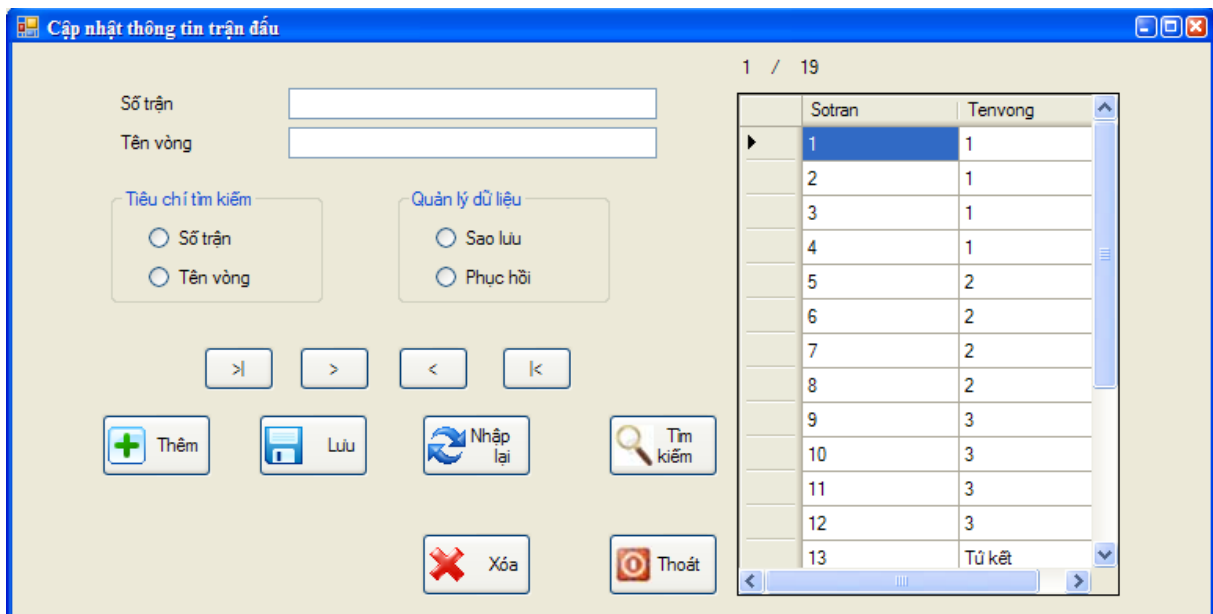 Cập nhật thông tin trận đấu
1 / 19
Số trận
Tên vòng
Tiêu chí tìm kiếm
Số trận
Tên vòng
Quản lý dữ liệu
Sao lưu
Phục hồi
>|
>
<
|<
Thêm
Lưu
Nhập
lại
Tìm
kiếm
Xóa
Thoát
Sotran Tenvong
1 1
2 1
3 1
4 1
5 2
6 2
7 2
8 2
9 3
10 3
11 3
12 3
13 Tứ kết